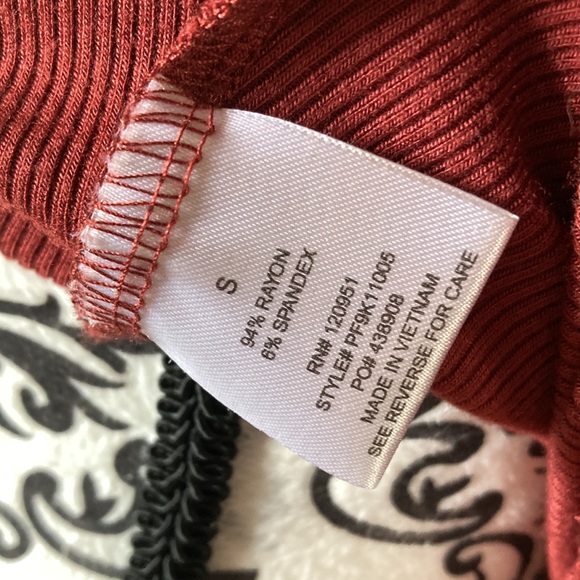 S
94% RAYON
6% SPANDEX
RN# 120951
STYLE# PF9K11005
PO# 438908
MADE IN VIETNAM
SEE REVERSE FOR CARE